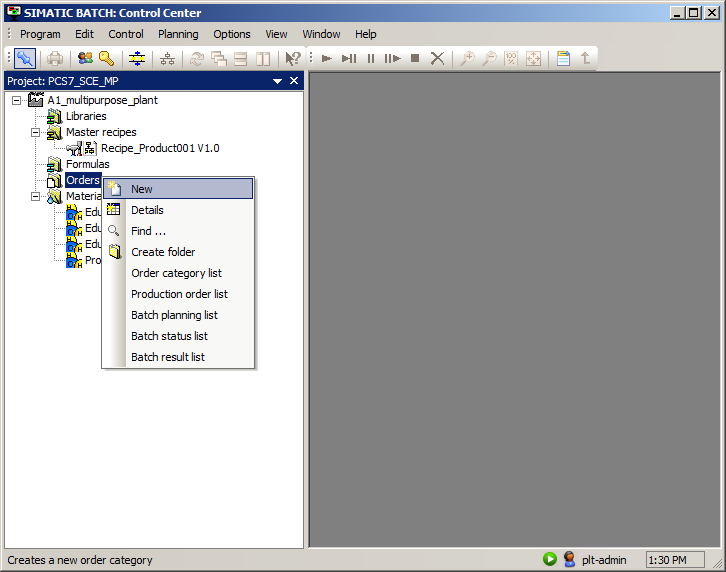 SIMATIC BATCH: Control Center
Program Edit Control Planning Options View Window Help
100 %
Project: PCS7_SCE_MP
A1_multipurpose_plant
Libraries
Master recipes
Recipe_Product001 V1.0
Formulas
Orders
Materia
Edu
Edu
Edu
Pro
New
Details
Find ...
Create folder
Order category list
Production order list
Batch planning list
Batch status list
Batch result list
Creates a new order category
plt-admin
1:30 PM